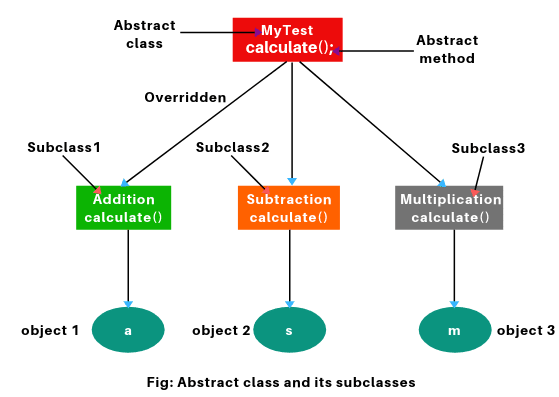 Abstract
class
MyTest
calculate();
Abstract
method
Overridden
Subclass1
Subclass2
Subclass3
Addition
calculate()
Subtraction
calculate()
Multiplication
calculate()
object 1
a
object 2
s
m
object 3
Fig: Abstract class and its subclasses